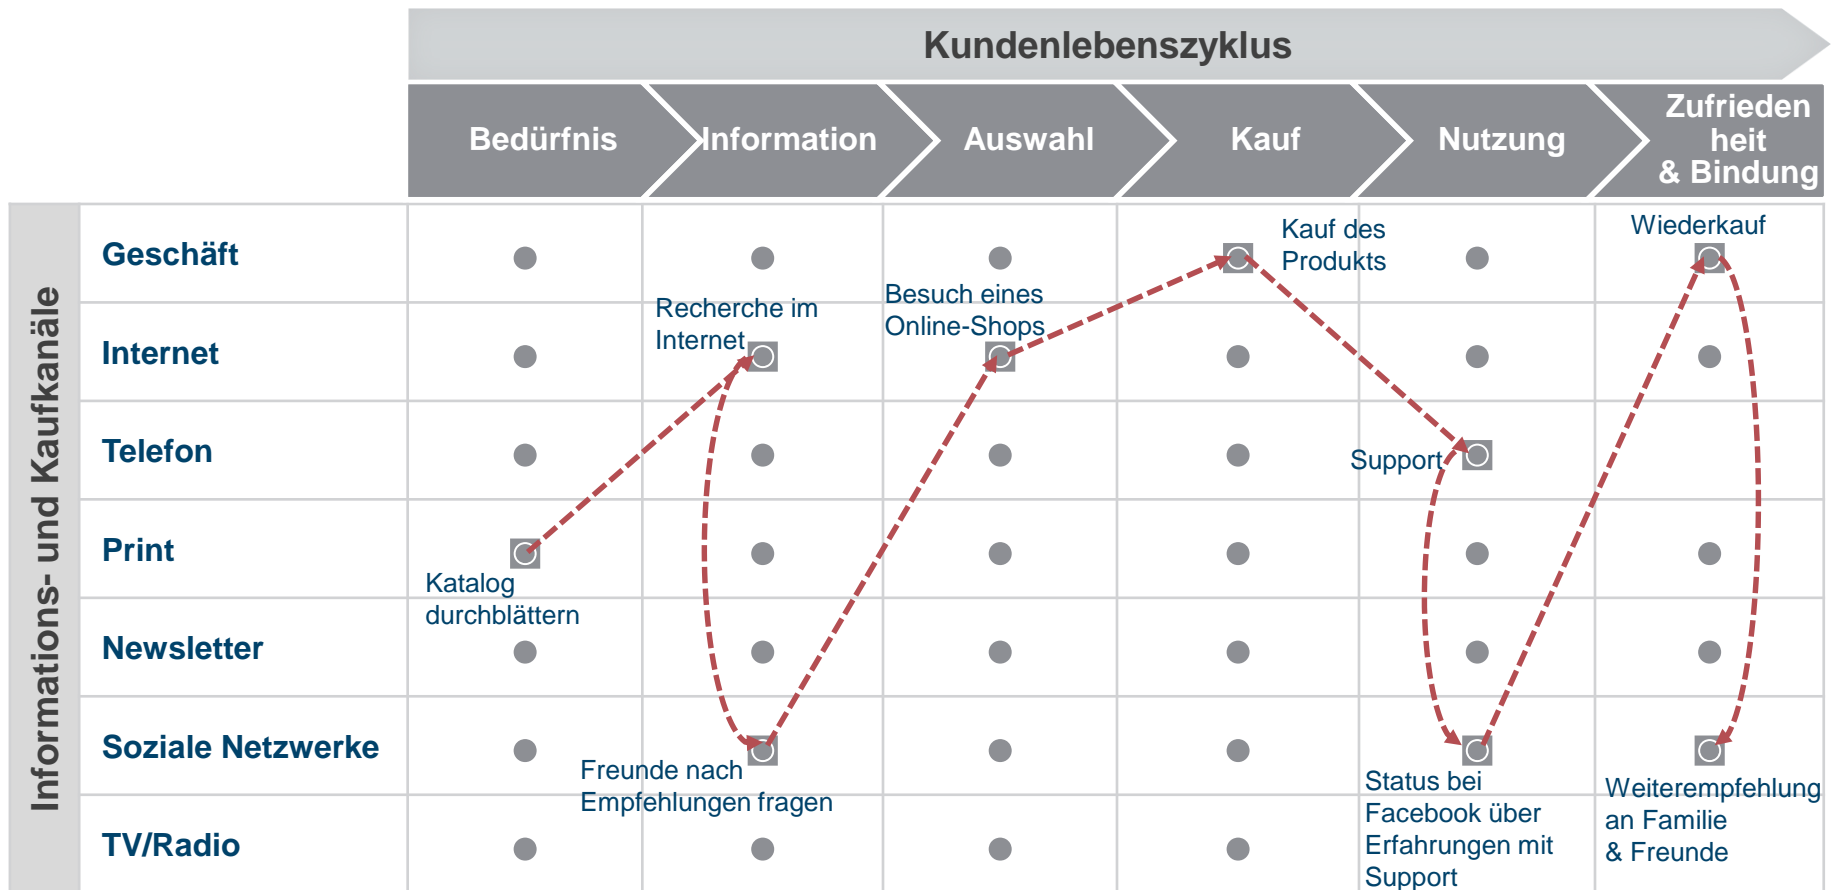 Kundenlebenszyklus
Bedürfnis
Information
Auswahl
Kauf
Nutzung
Zufrieden
heit
& Bindung
Informations- und Kaufkanäle
Geschäft
Kauf des
Produkts
Wiederkauf
Internet
Recherche im
Internet
Besuch eines
Online-Shops
Telefon
Support
Print
Katalog
durchblättern
Newsletter
Soziale Netzwerke
Freunde nach
Empfehlungen fragen
Status bei
Facebook über
Erfahrungen mit
Support
Weiterempfehlung
an Familie
& Freunde
TV/Radio